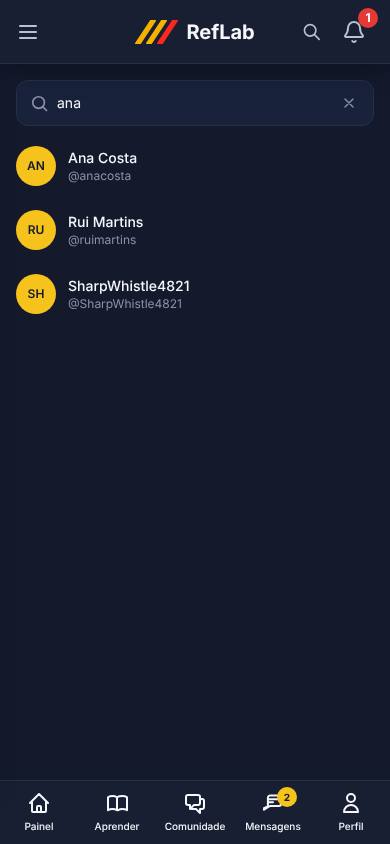 RefLab
1
ana
AN
Ana Costa
@anacosta
RU
Rui Martins
@ruimartins
SH
SharpWhistle4821
@SharpWhistle4821
2
Painel
Aprender
Comunidade
Mensagens
Perfil